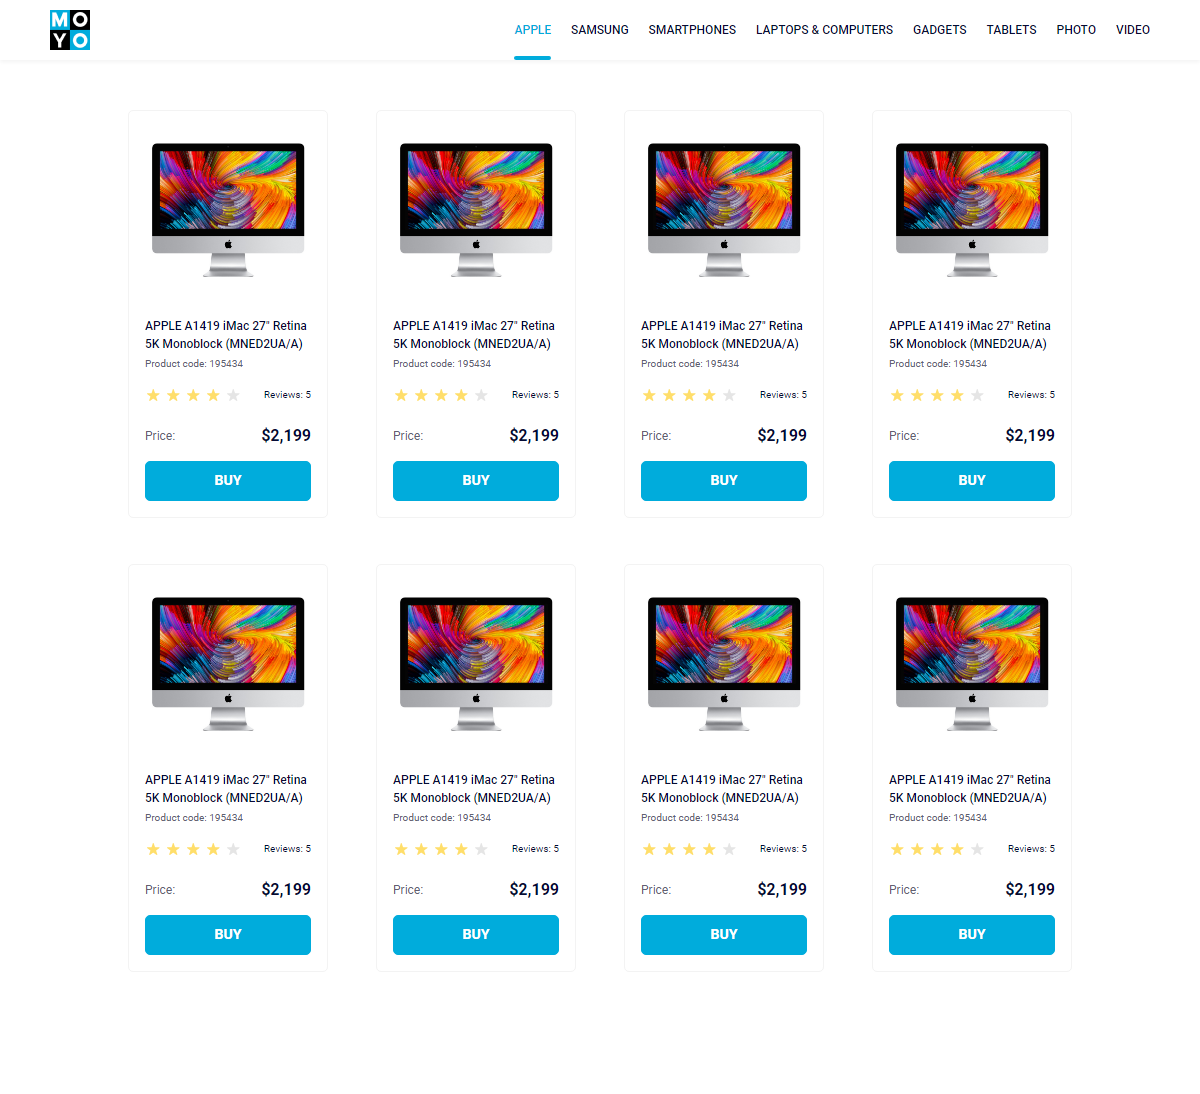 MO
YO
APPLE SAMSUNG SMARTPHONES LAPTOPS & COMPUTERS GADGETS TABLETS PHOTO VIDEO
APPLE A1419 iMac 27" Retina
5K Monoblock (MNED2UA/A)
Product code: 195434
Reviews: 5
Price: $2,199
BUY
APPLE A1419 iMac 27" Retina
5K Monoblock (MNED2UA/A)
Product code: 195434
Reviews: 5
Price: $2,199
BUY
APPLE A1419 iMac 27" Retina
5K Monoblock (MNED2UA/A)
Product code: 195434
Reviews: 5
Price: $2,199
BUY
APPLE A1419 iMac 27" Retina
5K Monoblock (MNED2UA/A)
Product code: 195434
Reviews: 5
Price: $2,199
BUY
APPLE A1419 iMac 27" Retina
5K Monoblock (MNED2UA/A)
Product code: 195434
Reviews: 5
Price: $2,199
BUY
APPLE A1419 iMac 27" Retina
5K Monoblock (MNED2UA/A)
Product code: 195434
Reviews: 5
Price: $2,199
BUY
APPLE A1419 iMac 27" Retina
5K Monoblock (MNED2UA/A)
Product code: 195434
Reviews: 5
Price: $2,199
BUY
APPLE A1419 iMac 27" Retina
5K Monoblock (MNED2UA/A)
Product code: 195434
Reviews: 5
Price: $2,199
BUY